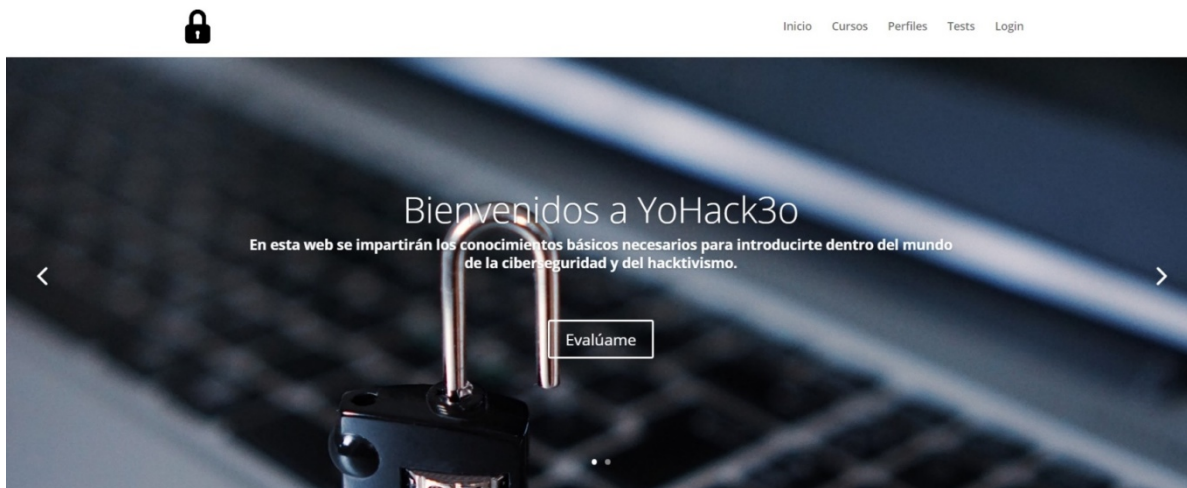 Inicio Cursos Perfiles Tests Login
Bienvenidos a YoHack3o
En esta web se impartirán los conocimientos básicos necesarios para introducirte dentro del mundo
de la ciberseguridad y del hacktivismo.
Evalúame